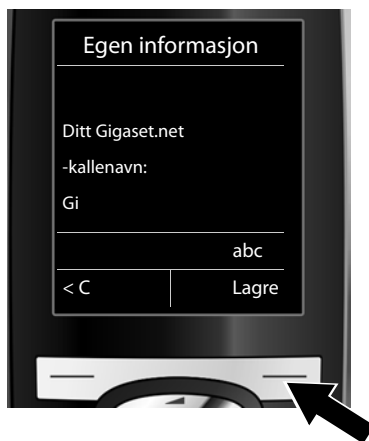 Egen informasjon
Ditt Gigaset.net
-kallenavn:
Gi
abc
< C Lagre